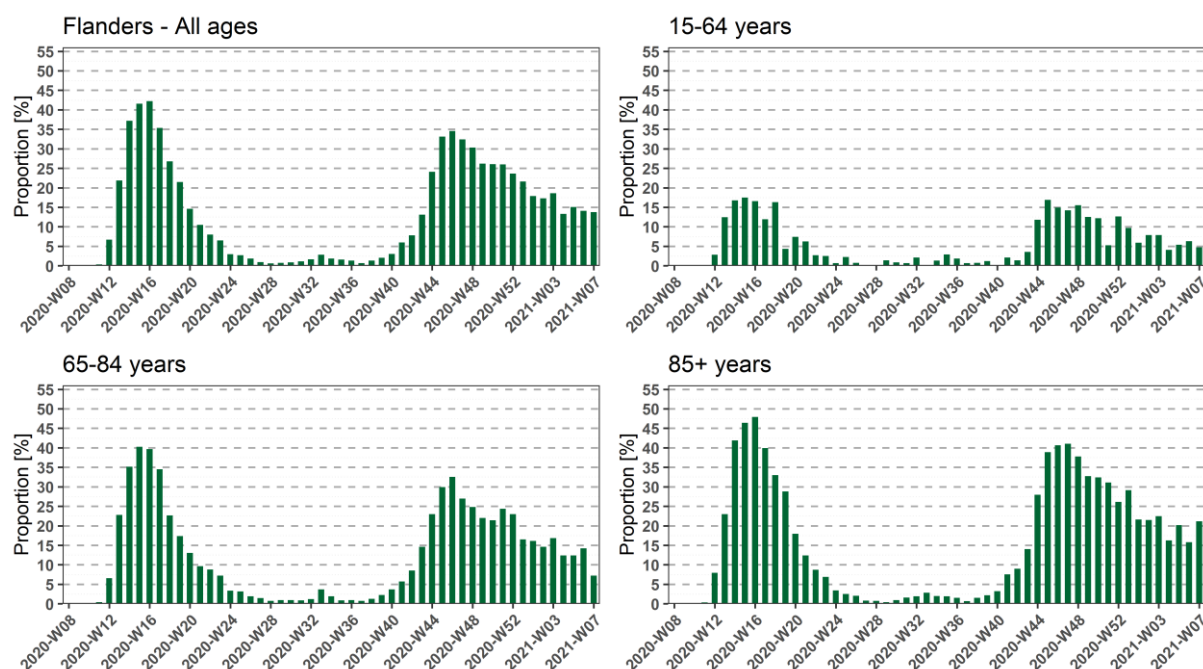 Flanders - All ages
Proportion [%]
55
50
45
40
35
30
25
20
15
10
5
0
2020-W08
2020-W12
2020-W16
2020-W20
2020-W24
2020-W28
2020-W32
2020-W36
2020-W40
2020-W44
2020-W48
2020-W52
2021-W03
2021-W07
15-64 years
Proportion [%]
55
50
45
40
35
30
25
20
15
10
5
0
2020-W08
2020-W12
2020-W16
2020-W20
2020-W24
2020-W28
2020-W32
2020-W36
2020-W40
2020-W44
2020-W48
2020-W52
2021-W03
2021-W07
65-84 years
Proportion [%]
55
50
45
40
35
30
25
20
15
10
5
0
2020-W08
2020-W12
2020-W16
2020-W20
2020-W24
2020-W28
2020-W32
2020-W36
2020-W40
2020-W44
2020-W48
2020-W52
2021-W03
2021-W07
85+ years
Proportion [%]
55
50
45
40
35
30
25
20
15
10
5
0
2020-W08
2020-W12
2020-W16
2020-W20
2020-W24
2020-W28
2020-W32
2020-W36
2020-W40
2020-W44
2020-W48
2020-W52
2021-W03
2021-W07